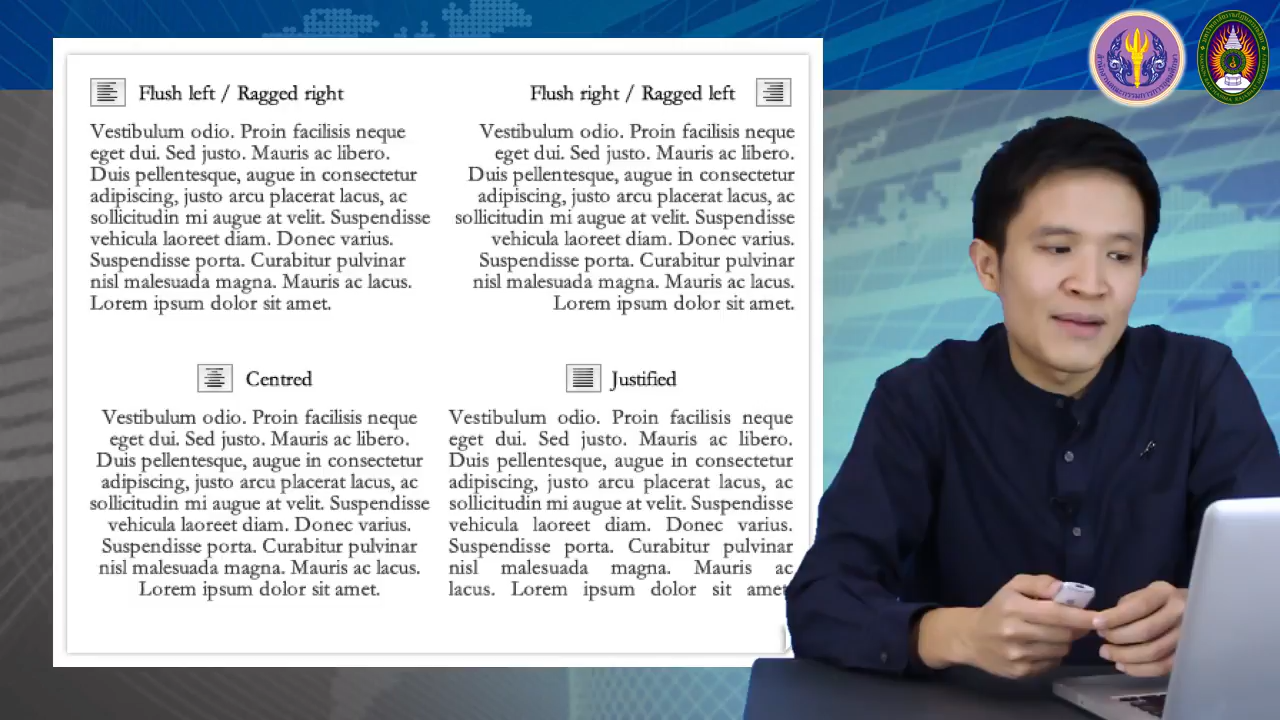 Flush left / Ragged right
Vestibulum odio. Proin facilisis neque
eget dui. Sed justo. Mauris ac libero.
Duis pellentesque, augue in consectetur
adipiscing, justo arcu placerat lacus, ac
sollicitudin mi augue at velit. Suspendisse
vehicula laoreet diam. Donec varius.
Suspendisse porta. Curabitur pulvinar
nisl malesuada magna. Mauris ac lacus.
Lorem ipsum dolor sit amet.
Flush right / Ragged left
Vestibulum odio. Proin facilisis neque
eget dui. Sed justo. Mauris ac libero.
Duis pellentesque, augue in consectetur
adipiscing, justo arcu placerat lacus, ac
sollicitudin mi augue at velit. Suspendisse
vehicula laoreet diam. Donec varius.
Suspendisse porta. Curabitur pulvinar
nisl malesuada magna. Mauris ac lacus.
Lorem ipsum dolor sit amet.
Centred
Vestibulum odio. Proin facilisis neque
eget dui. Sed justo. Mauris ac libero.
Duis pellentesque, augue in consectetur
adipiscing, justo arcu placerat lacus, ac
sollicitudin mi augue at velit. Suspendisse
vehicula laoreet diam. Donec varius.
Suspendisse porta. Curabitur pulvinar
nisl malesuada magna. Mauris ac lacus.
Lorem ipsum dolor sit amet.
Justified
Vestibulum odio. Proin facilisis neque
eget dui. Sed justo. Mauris ac libero.
Duis pellentesque, augue in consectetur
adipiscing, justo arcu placerat lacus, ac
sollicitudin mi augue at velit. Suspendisse
vehicula laoreet diam. Donec varius.
Suspendisse porta. Curabitur pulvinar
nisl malesuada magna. Mauris ac
lacus. Lorem ipsum dolor sit amet